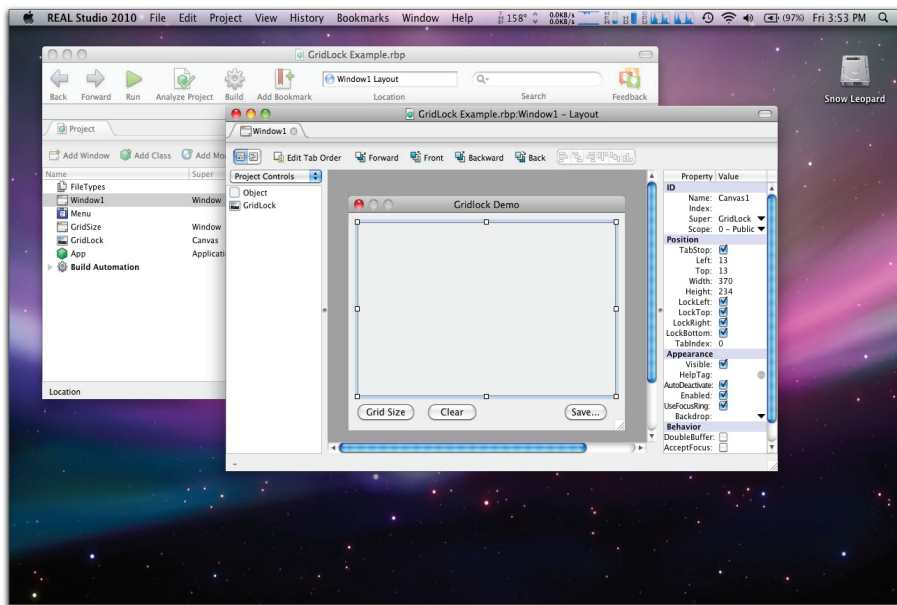 REAL Studio 2010 File Edit Project View History Bookmarks Window Help 158° 0.0KB/s 0.0KB/s (97%) Fri 3:53 PM
GridLock Example.rbp
Window1 Layout
Back Forward Run Analyze Project Build Add Bookmark Location Search Feedback
Snow Leopard
GridLock Example.rbp:Window1 – Layout
Project
Window1
Add Window Add Class Add Mo
Edit Tab Order Forward Front Backward Back
Name Super
FileTypes
Window1 Window
Menu
GridSize Window
GridLock Canvas
App Applicati
Build Automation
Location
Project Controls
Object
GridLock
Gridlock Demo
Grid Size Clear Save...
Property Value
ID
Name: Canvas1
Index:
Super: GridLock
Scope: 0 – Public
Position
TabStop:
Left: 13
Top: 13
Width: 370
Height: 234
LockLeft:
LockTop:
LockRight:
LockBottom:
TabIndex: 0
Appearance
Visible:
HelpTag:
AutoDeactivate:
Enabled:
UseFocusRing:
Backdrop:
Behavior
DoubleBuffer:
AcceptFocus: